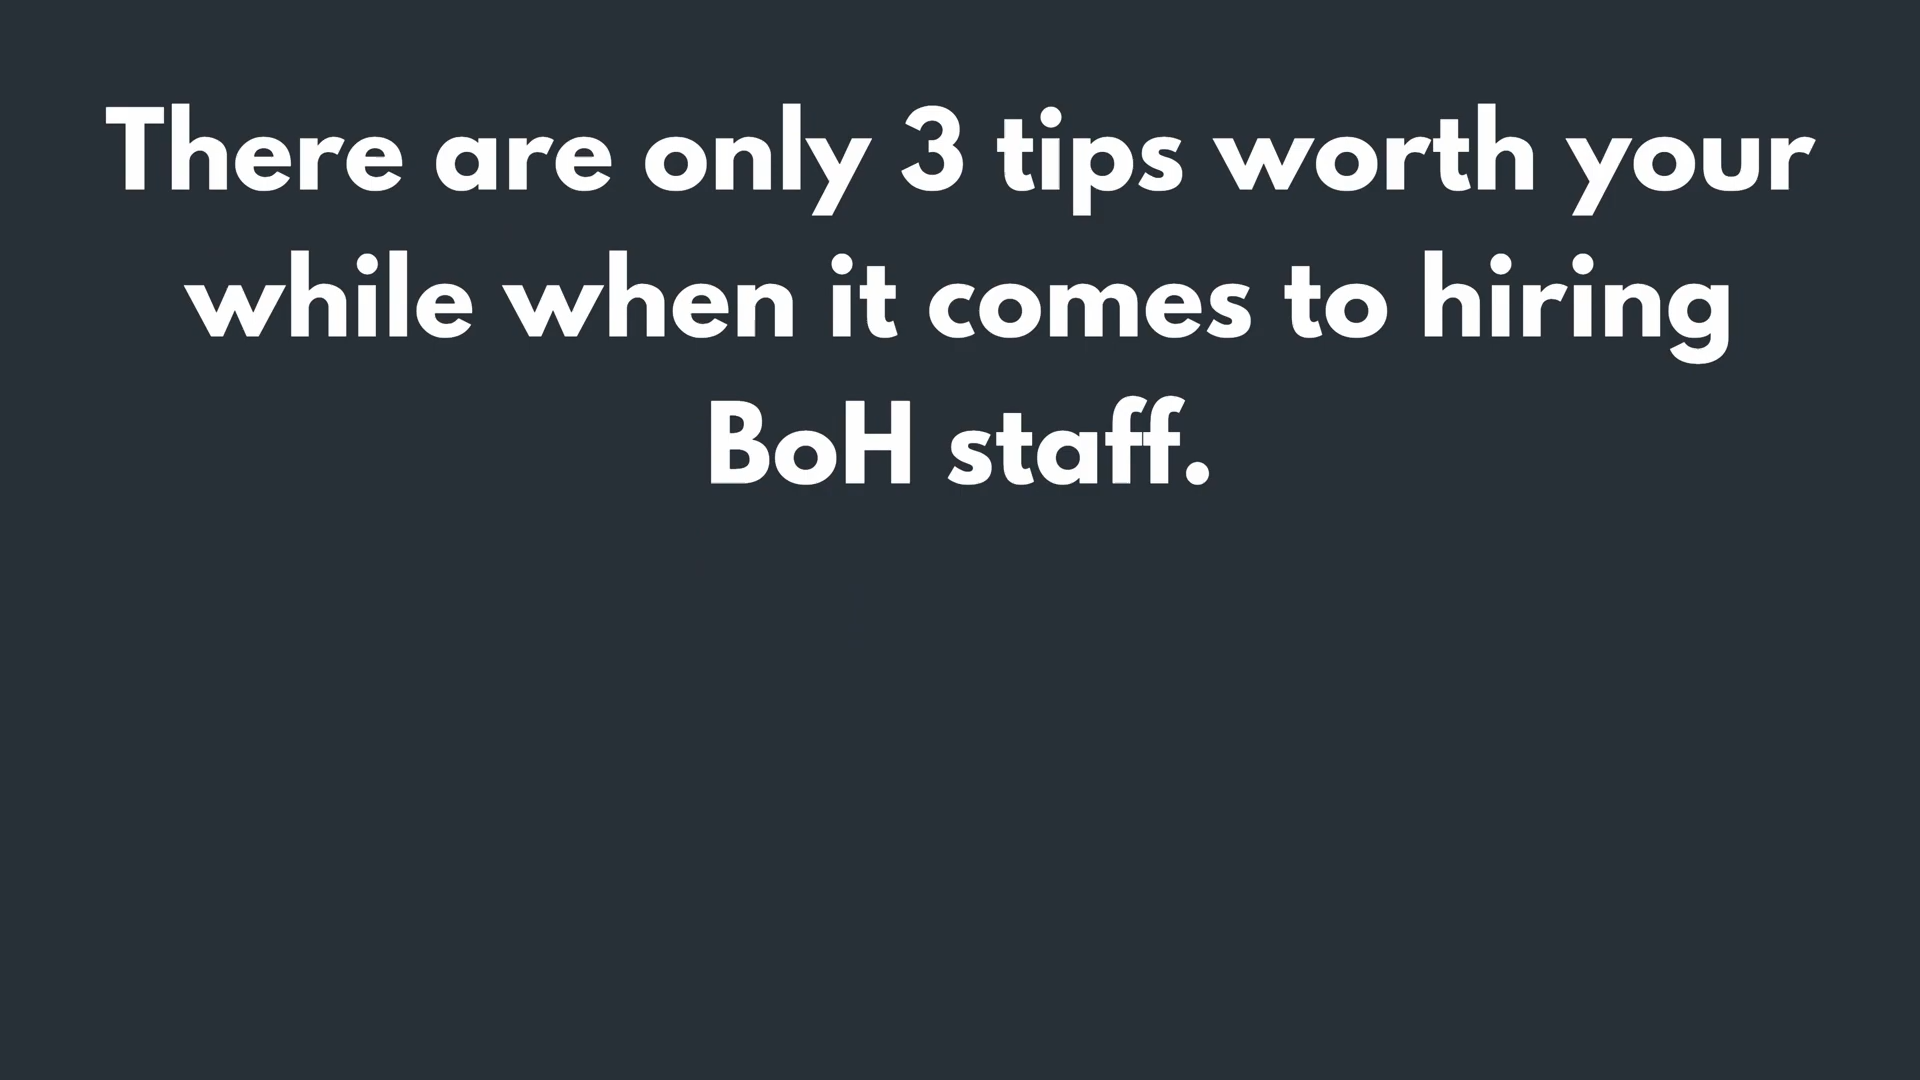 There are only 3 tips worth your
while when it comes to hiring
BoH staff.